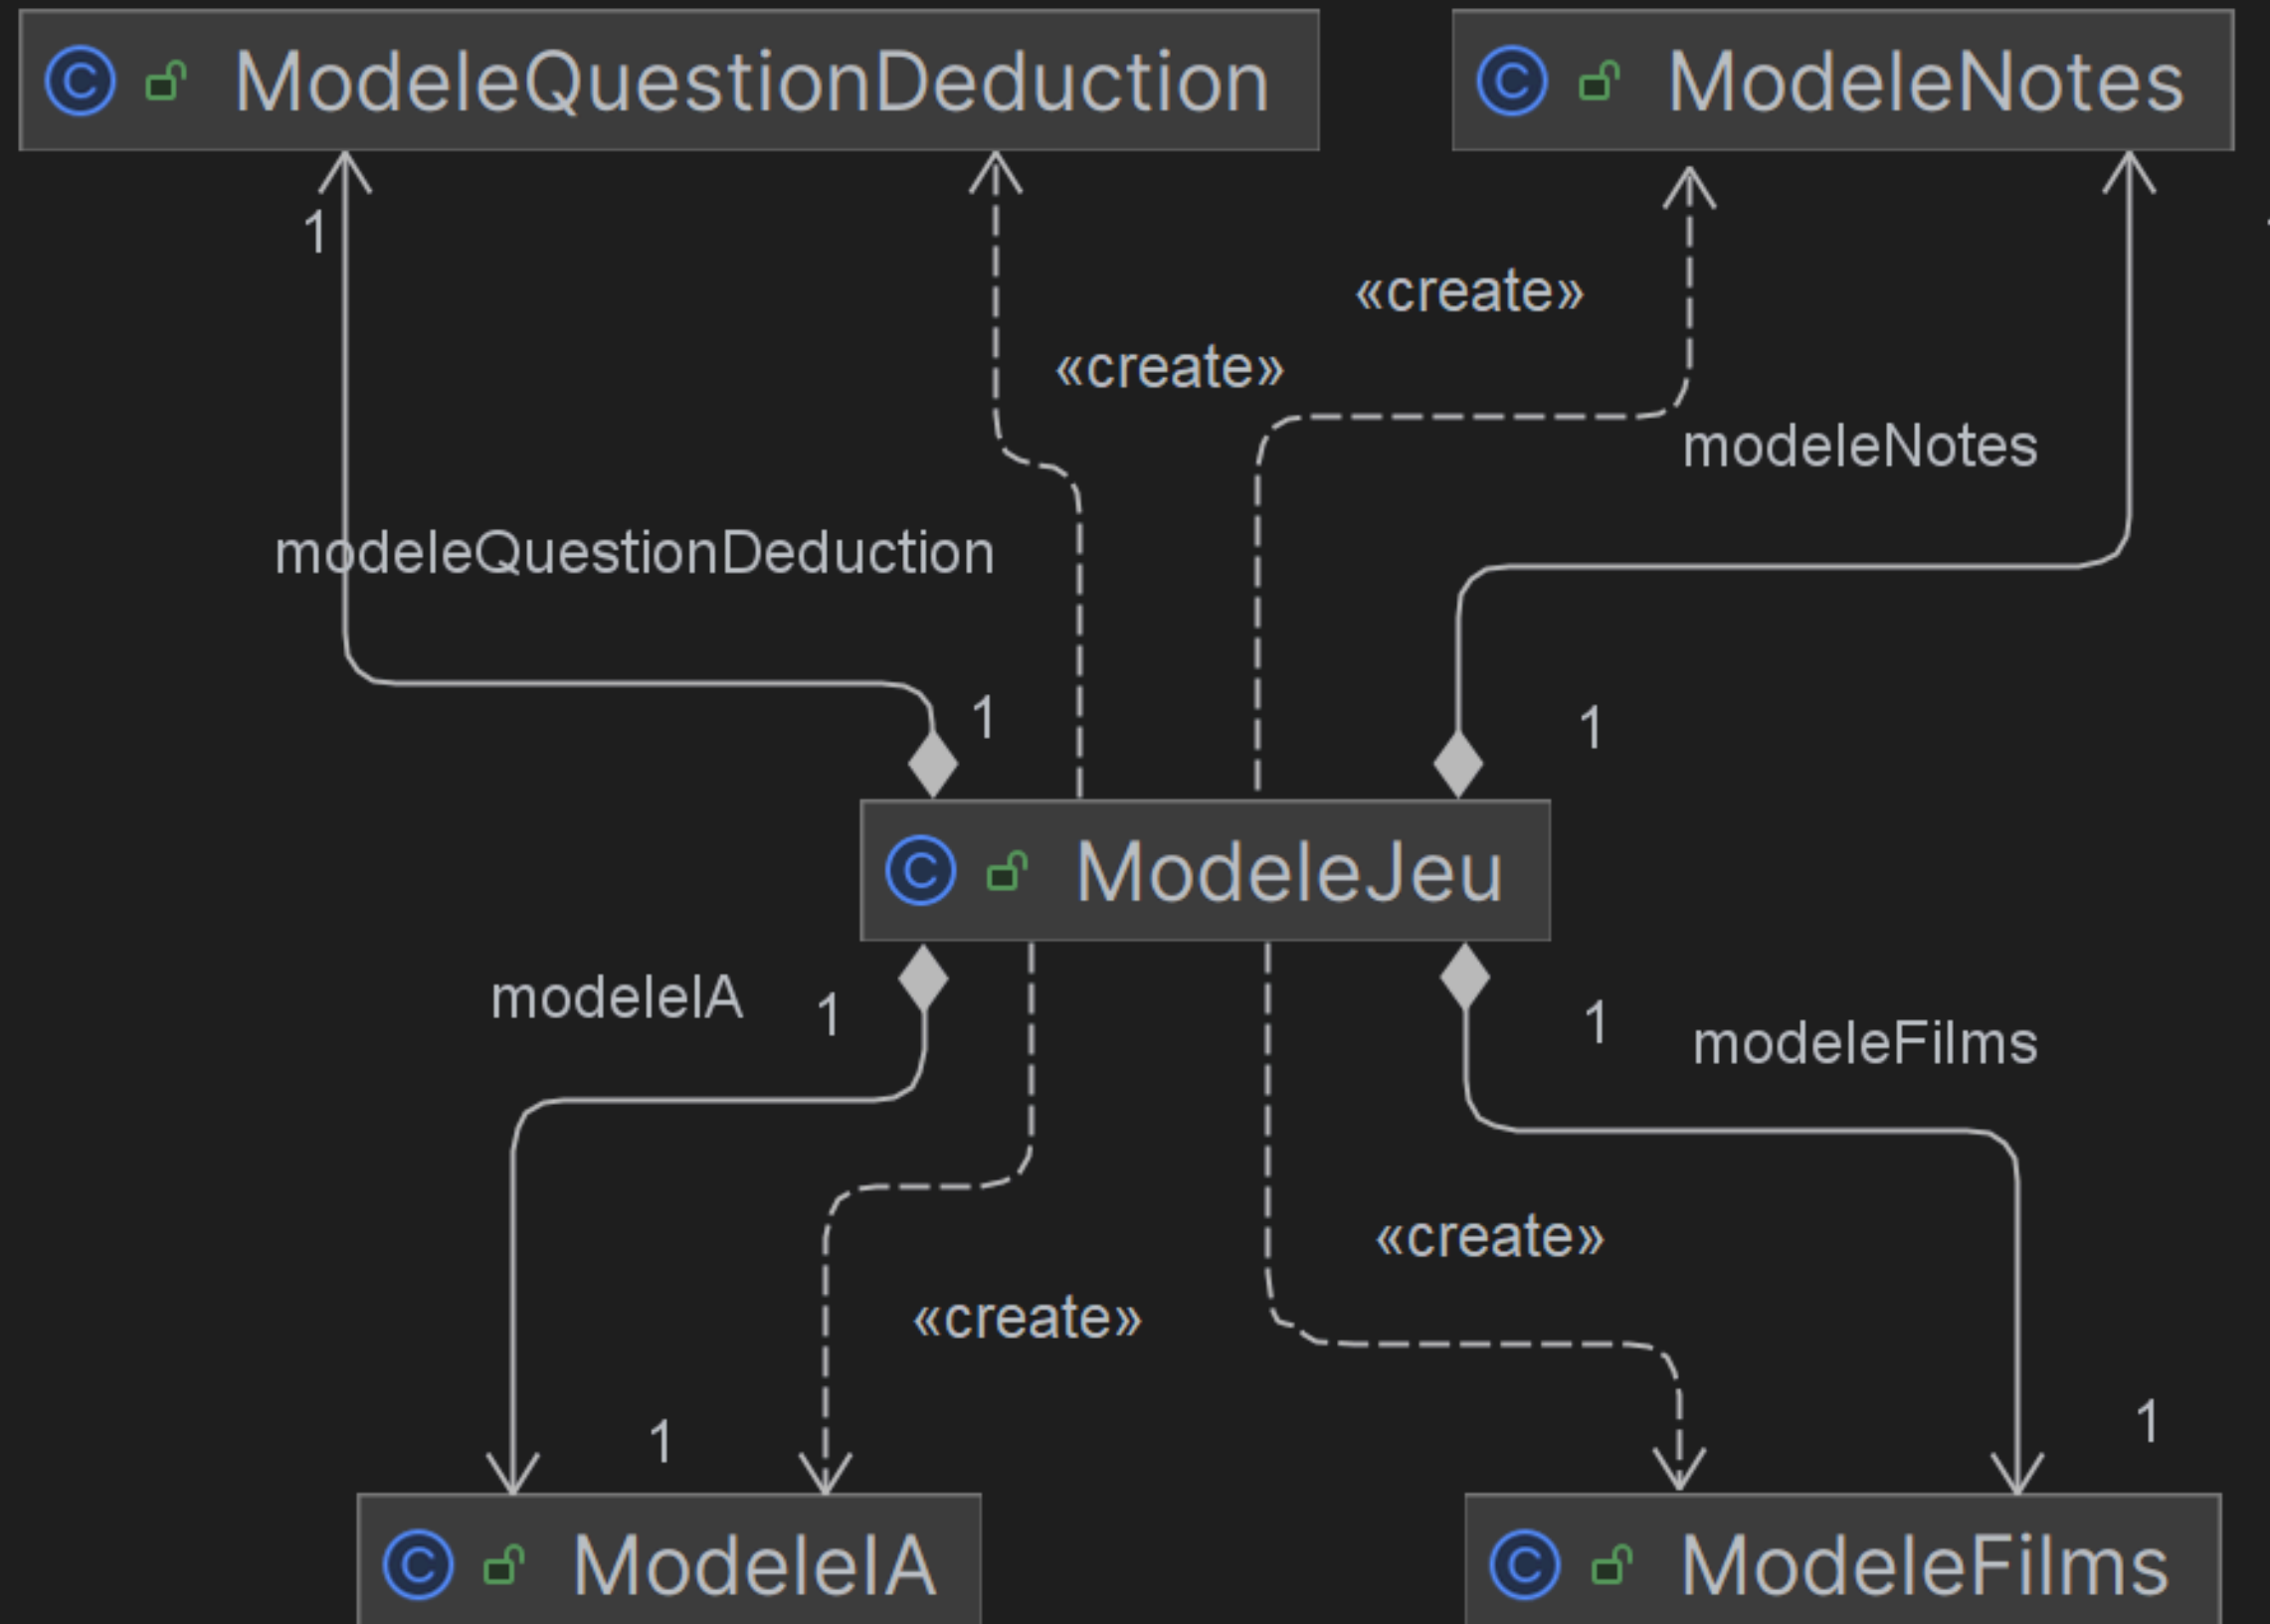 ModeleQuestionDeduction
ModeleNotes
1
«create»
«create»
modeleNotes
modeleQuestionDeduction
1
1
ModeleJeu
modeleIA
1
1
modeleFilms
«create»
«create»
1
1
ModeleIA
ModeleFilms